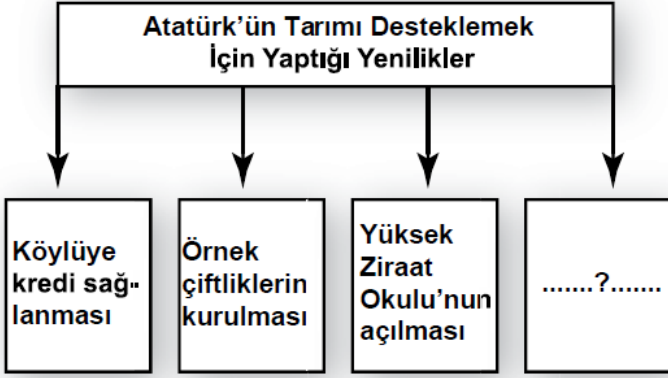 Atatürk'ün Tarımı Desteklemek
İçin Yaptığı Yenilikler
Köylüye
kredi sağ-
lanması
Örnek
çiftliklerin
kurulması
Yüksek
Ziraat
Okulu'nun
açılması
.......?.......